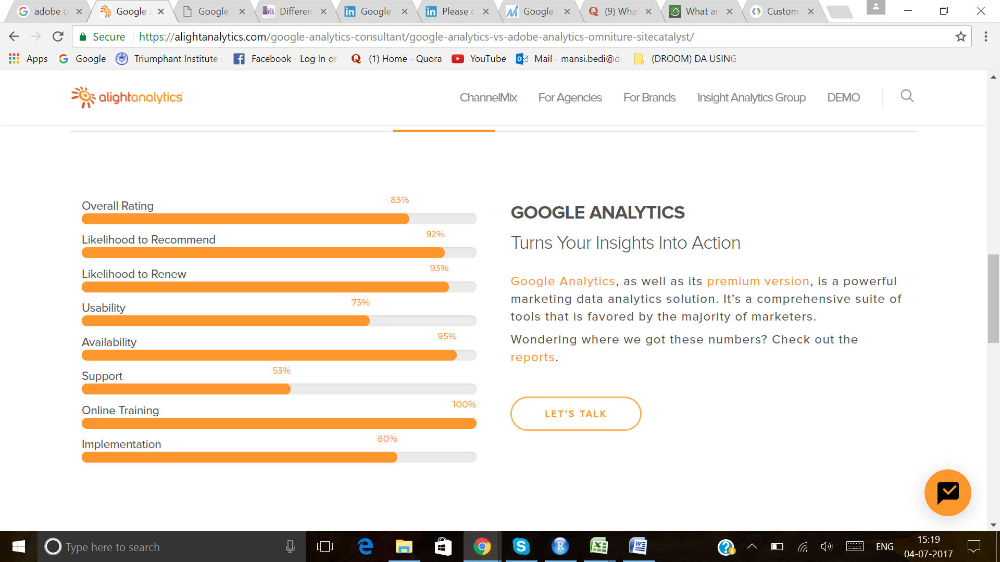 adobe o
Google
Google
Differen
Google
Please
Google
(9) Wha
What ar
Custom
Secure https://alightanalytics.com/google-analytics-consultant/google-analytics-vs-adobe-analytics-omniture-sitecatalyst/
Apps Google Triumphant Institute Facebook - Log In or (1) Home - Quora YouTube Mail - mansi.bedi@d (DROOM) DA USING
alightanalytics ChannelMix For Agencies For Brands Insight Analytics Group DEMO
Overall Rating 83%
Likelihood to Recommend 92%
Likelihood to Renew 93%
Usability 73%
Availability 95%
Support 53%
Online Training 100%
Implementation 80%
GOOGLE ANALYTICS
Turns Your Insights Into Action
Google Analytics, as well as its premium version, is a powerful
marketing data analytics solution. It’s a comprehensive suite of
tools that is favored by the majority of marketers.
Wondering where we got these numbers? Check out the
reports.
LET'S TALK
Type here to search
ENG
15:19
04-07-2017